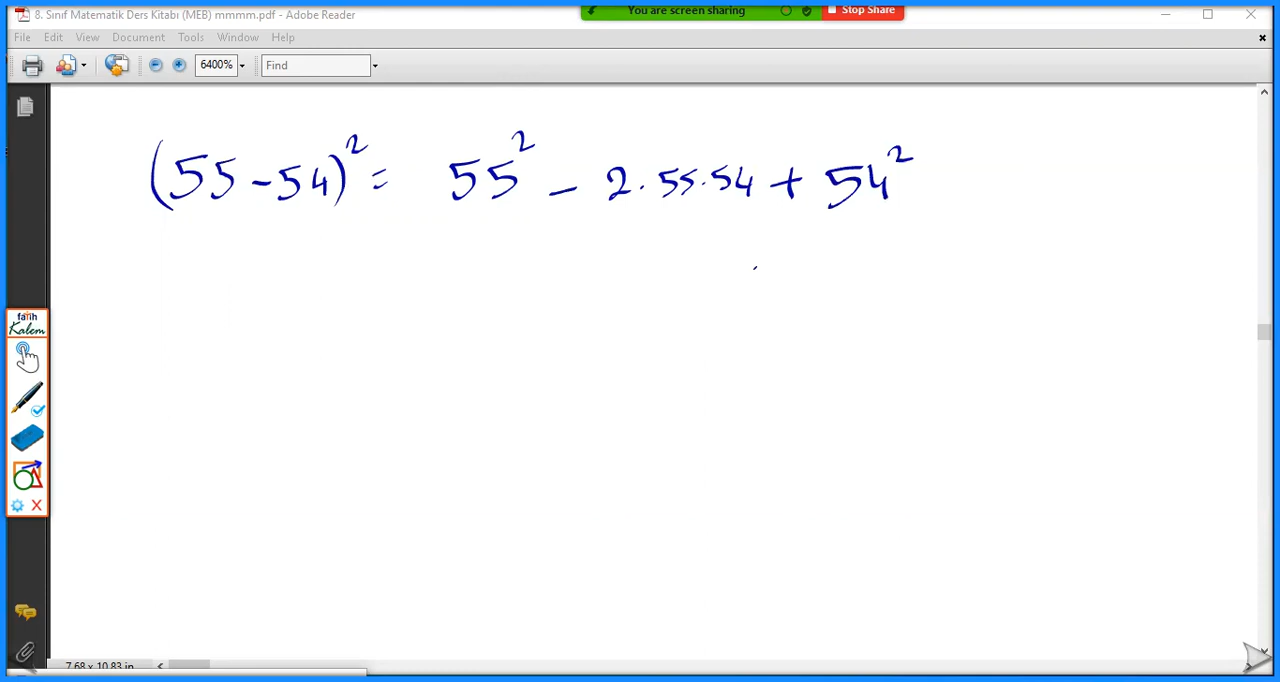 8. Sınıf Matematik Ders Kitabı (MEB) mmmm.pdf - Adobe Reader
You are screen sharing
Stop Share
File Edit View Document Tools Window Help
6400%
Find
(55-54)² = 55² - 2.55.54 + 54²
fatih
Kalem
7.68 x 10.83 in